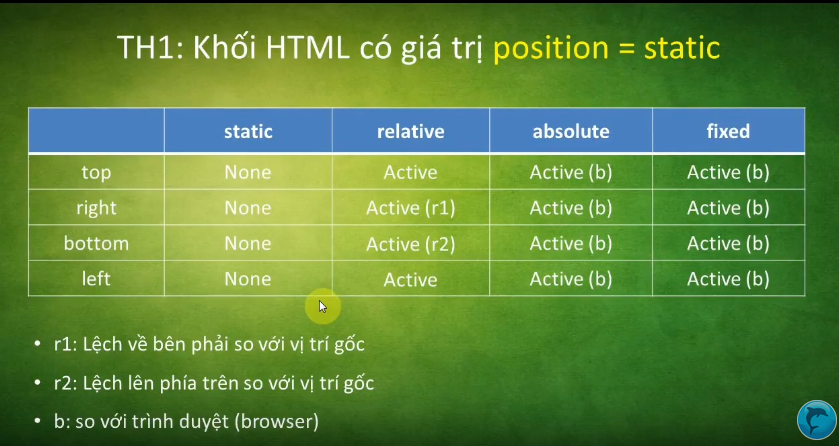 TH1: Khối HTML có giá trị position = static
static relative absolute fixed
top None Active Active (b) Active (b)
right None Active (r1) Active (b) Active (b)
bottom None Active (r2) Active (b) Active (b)
left None Active Active (b) Active (b)
• r1: Lệch về bên phải so với vị trí gốc
• r2: Lệch lên phía trên so với vị trí gốc
• b: so với trình duyệt (browser)